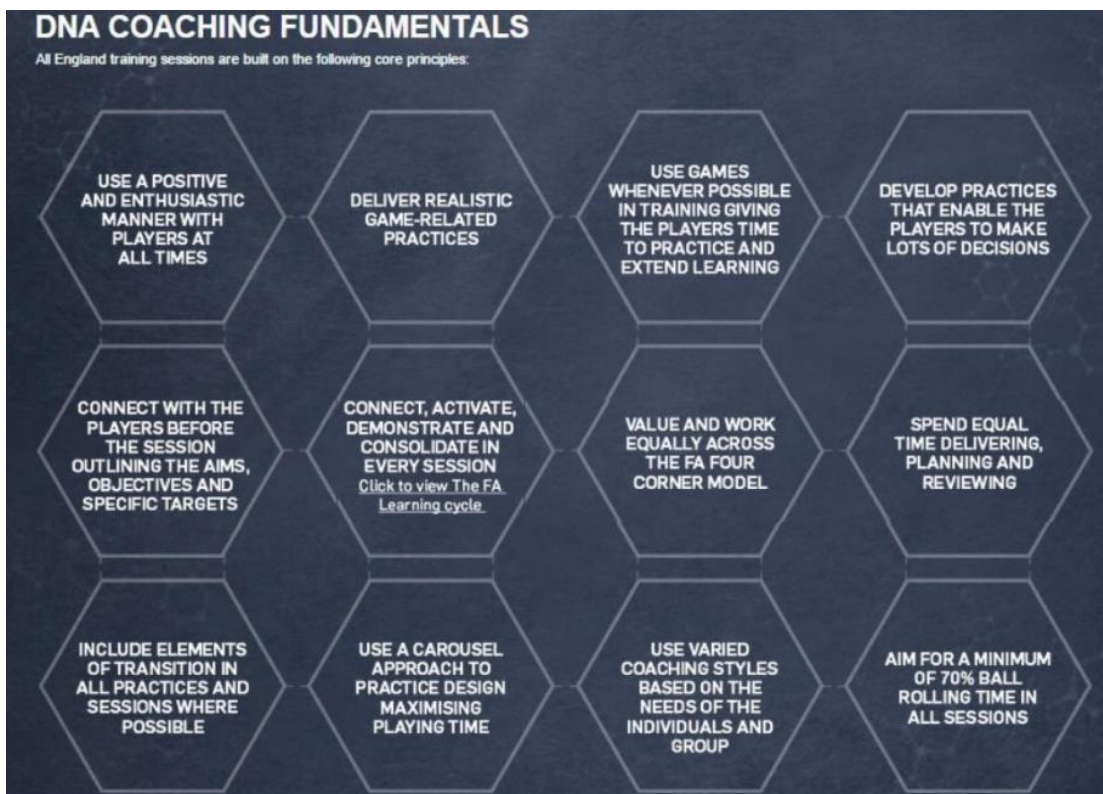 DNA COACHING FUNDAMENTALS
All England training sessions are built on the following core principles:
USE A POSITIVE
AND ENTHUSIASTIC
MANNER WITH
PLAYERS AT
ALL TIMES
DELIVER REALISTIC
GAME-RELATED
PRACTICES
USE GAMES
WHENEVER POSSIBLE
IN TRAINING GIVING
THE PLAYERS TIME
TO PRACTICE AND
EXTEND LEARNING
DEVELOP PRACTICES
THAT ENABLE THE
PLAYERS TO MAKE
LOTS OF DECISIONS
CONNECT WITH THE
PLAYERS BEFORE
THE SESSION
OUTLINING THE AIMS,
OBJECTIVES AND
SPECIFIC TARGETS
CONNECT, ACTIVATE,
DEMONSTRATE AND
CONSOLIDATE IN
EVERY SESSION
Click to view The FA
Learning cycle
VALUE AND WORK
EQUALLY ACROSS
THE FA FOUR
CORNER MODEL
SPEND EQUAL
TIME DELIVERING,
PLANNING AND
REVIEWING
INCLUDE ELEMENTS
OF TRANSITION IN
ALL PRACTICES AND
SESSIONS WHERE
POSSIBLE
USE A CAROUSEL
APPROACH TO
PRACTICE DESIGN
MAXIMISING
PLAYING TIME
USE VARIED
COACHING STYLES
BASED ON THE
NEEDS OF THE
INDIVIDUALS AND
GROUP
AIM FOR A MINIMUM
OF 70% BALL
ROLLING TIME IN
ALL SESSIONS